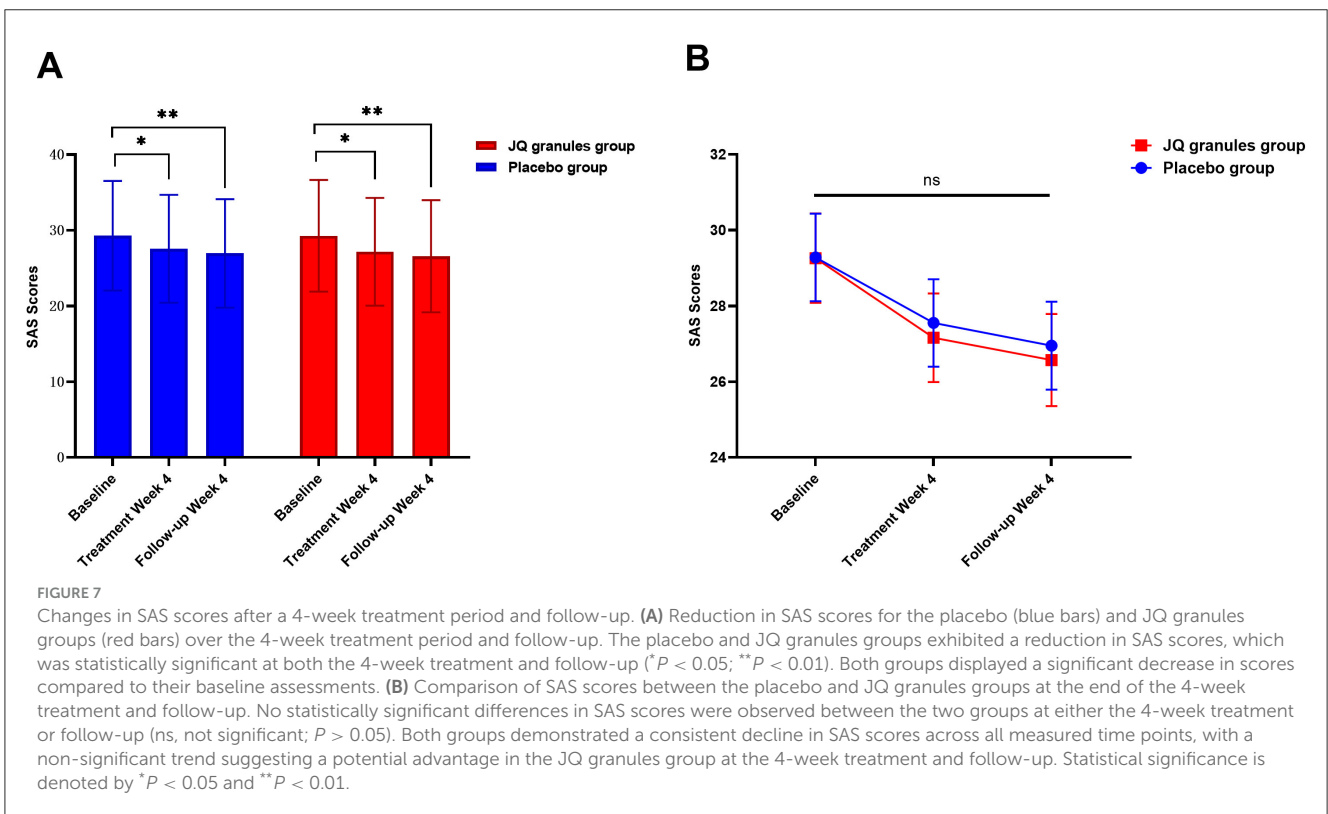 A
B
** **
* *
JQ granules group
Placebo group
40
30
20
10
0
SAS Scores
Baseline
Treatment Week 4
Follow-up Week 4
Baseline
Treatment Week 4
Follow-up Week 4
JQ granules group
Placebo group
ns
32
30
28
26
24
SAS Scores
Baseline
Treatment Week 4
Follow-up Week 4
FIGURE 7
Changes in SAS scores after a 4-week treatment period and follow-up. (A) Reduction in SAS scores for the placebo (blue bars) and JQ granules
groups (red bars) over the 4-week treatment period and follow-up. The placebo and JQ granules groups exhibited a reduction in SAS scores, which
was statistically significant at both the 4-week treatment and follow-up (*P < 0.05; **P < 0.01). Both groups displayed a significant decrease in scores
compared to their baseline assessments. (B) Comparison of SAS scores between the placebo and JQ granules groups at the end of the 4-week
treatment and follow-up. No statistically significant differences in SAS scores were observed between the two groups at either the 4-week treatment
or follow-up (ns, not significant; P > 0.05). Both groups demonstrated a consistent decline in SAS scores across all measured time points, with a
non-significant trend suggesting a potential advantage in the JQ granules group at the 4-week treatment and follow-up. Statistical significance is
denoted by *P < 0.05 and **P < 0.01.